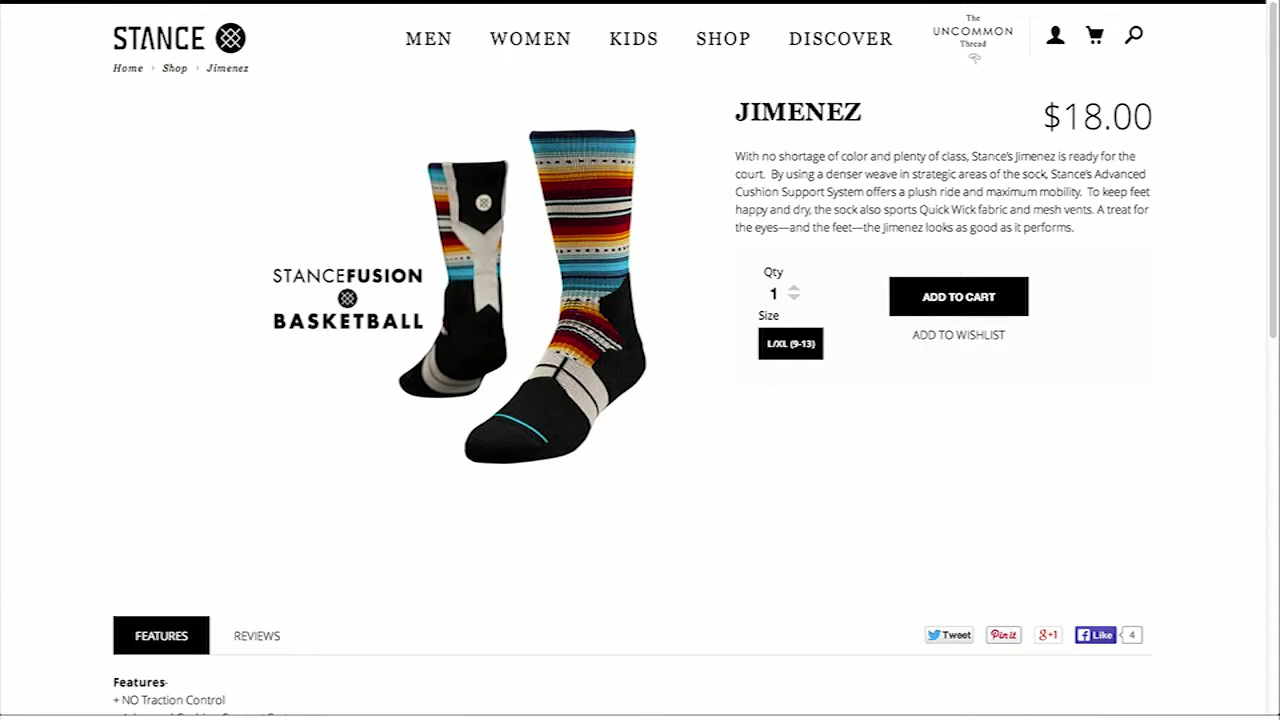 STANCE
MEN WOMEN KIDS SHOP DISCOVER
The
UNCOMMON
Thread
Home Shop Jimenez
JIMENEZ
$18.00
With no shortage of color and plenty of class, Stance's Jimenez is ready for the
court. By using a denser weave in strategic areas of the sock, Stance's Advanced
Cushion Support System offers a plush ride and maximum mobility. To keep feet
happy and dry, the sock also sports Quick Wick fabric and mesh vents. A treat for
the eyes—and the feet—the Jimenez looks as good as it performs.
STANCEFUSION
BASKETBALL
Qty
1
ADD TO CART
Size
ADD TO WISHLIST
L/XL (9-13)
FEATURES REVIEWS
Tweet Pin it g+1 Like 4
Features
+ NO Traction Control